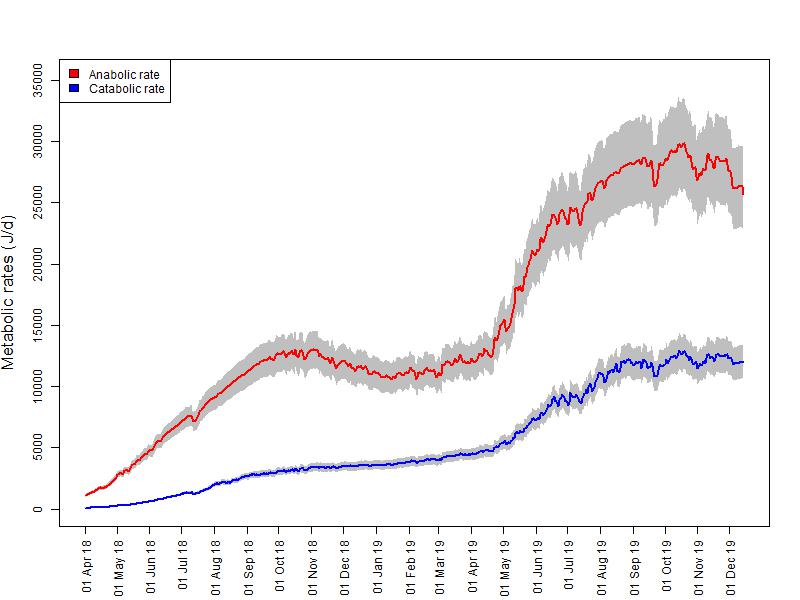 Anabolic rate
Catabolic rate
Metabolic rates (J/d)
35000
30000
25000
20000
15000
10000
5000
0
01 Apr 18
01 May 18
01 Jun 18
01 Jul 18
01 Aug 18
01 Sep 18
01 Oct 18
01 Nov 18
01 Dec 18
01 Jan 19
01 Feb 19
01 Mar 19
01 Apr 19
01 May 19
01 Jun 19
01 Jul 19
01 Aug 19
01 Sep 19
01 Oct 19
01 Nov 19
01 Dec 19